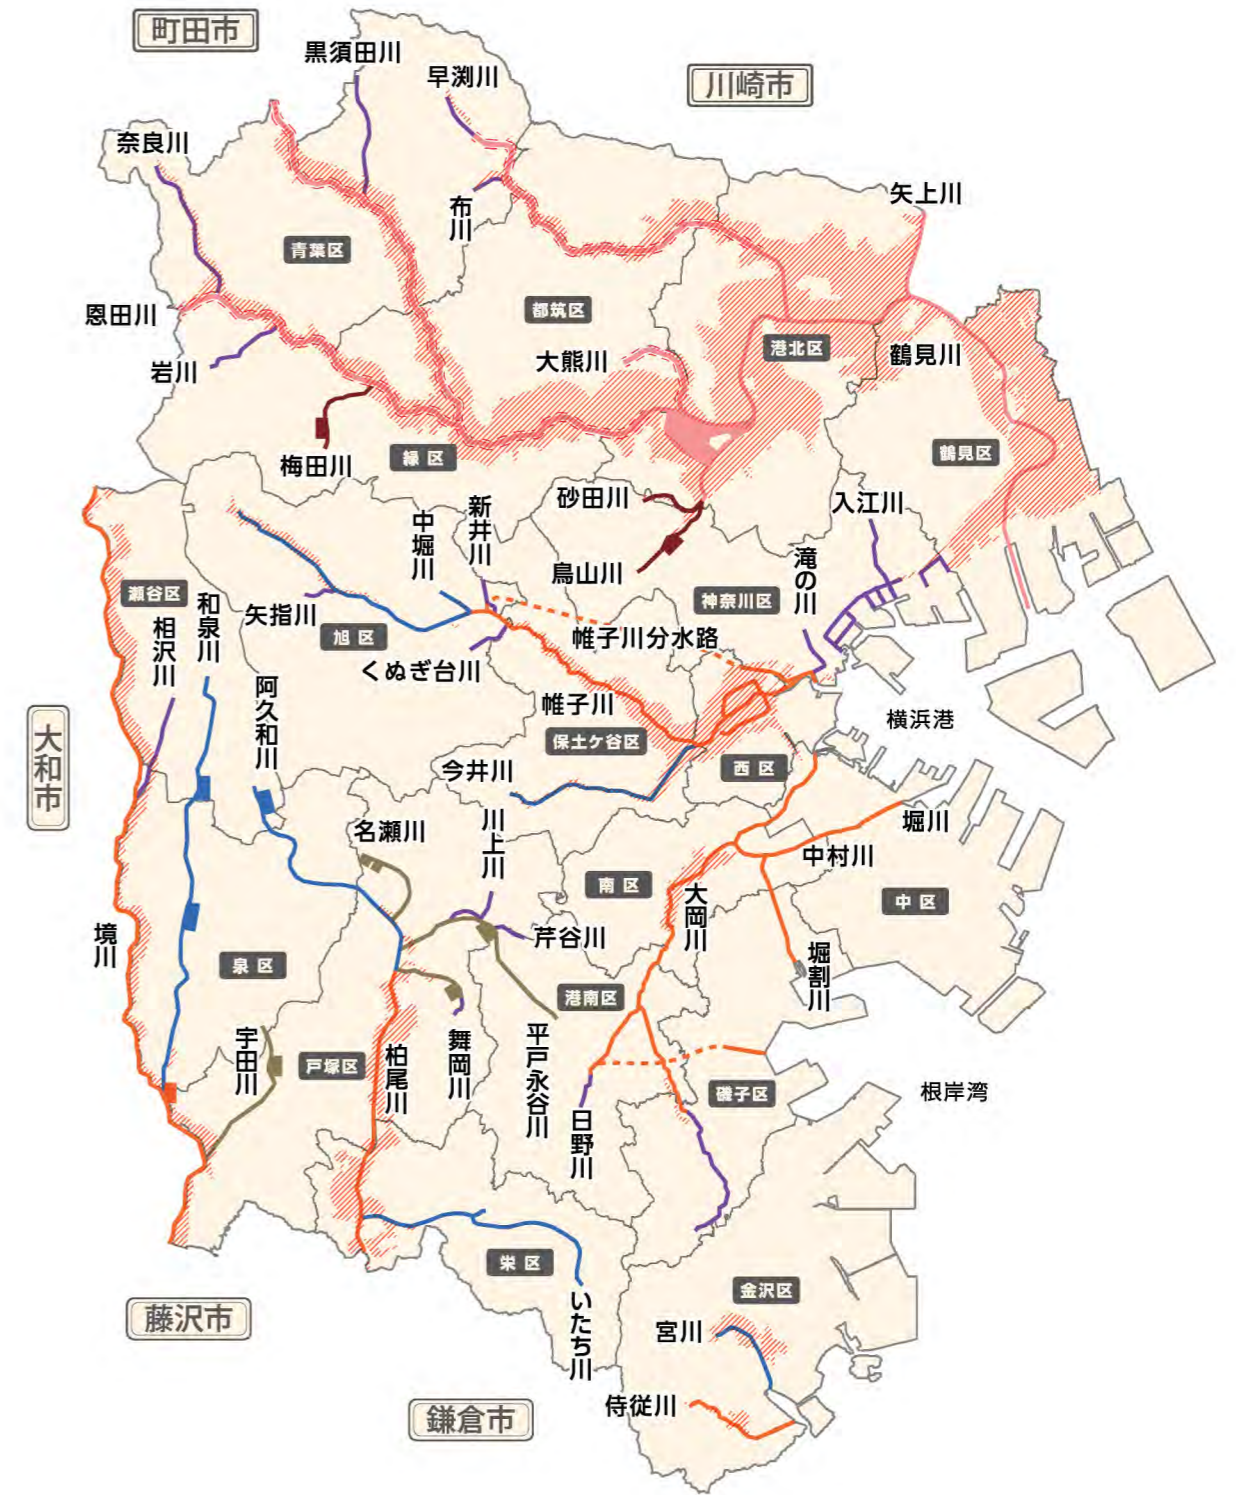 町田市
黒須田川
早渕川
川崎市
奈良川
矢上川
布川
青葉区
恩田川
都筑区
港北区
鶴見川
大熊川
岩川
鶴見区
緑区
梅田川
砂田川
入江川
新井川
中堀川
滝の川
鳥山川
瀬谷区
和泉川
神奈川区
矢指川
相沢川
旭区
帷子川分水路
くぬぎ台川
阿久和川
帷子川
横浜港
大和市
保土ケ谷区
西区
今井川
川上川
名瀬川
堀川
中村川
南区
大岡川
中区
境川
芹谷川
堀割川
泉区
港南区
宇田川
舞岡川
平戸永谷川
柏尾川
戸塚区
磯子区
根岸湾
日野川
栄区
金沢区
いたち川
藤沢市
宮川
侍従川
鎌倉市